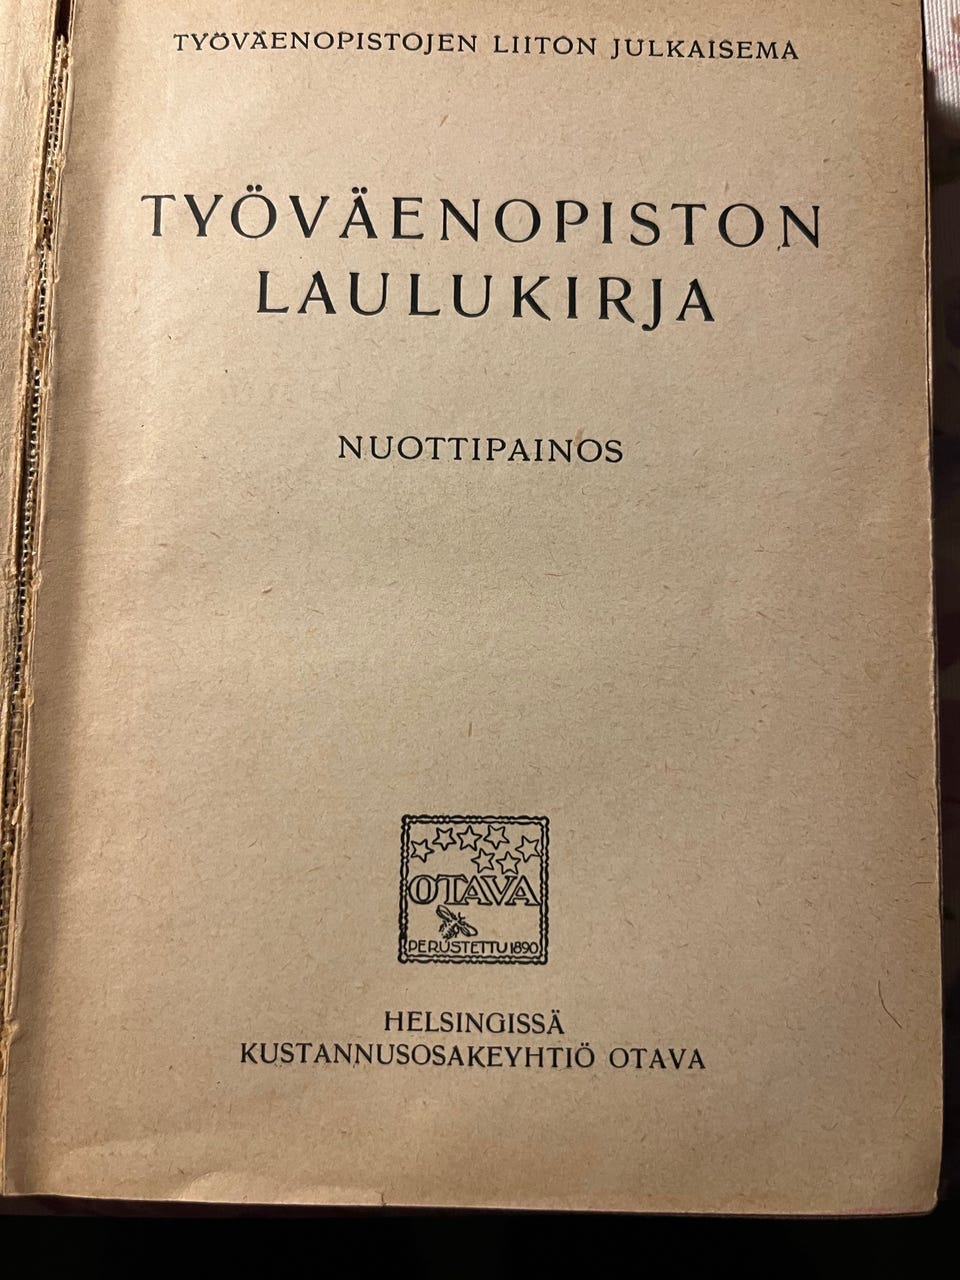 TYÖVÄENOPISTOJEN LIITON JULKAISEMA
TYÖVÄENOPISTON
LAULUKIRJA
NUOTTIPAINOS
OTAVA
PERUSTETTU 1890
HELSINGISSÄ
KUSTANNUSOSAKEYHTIÖ OTAVA